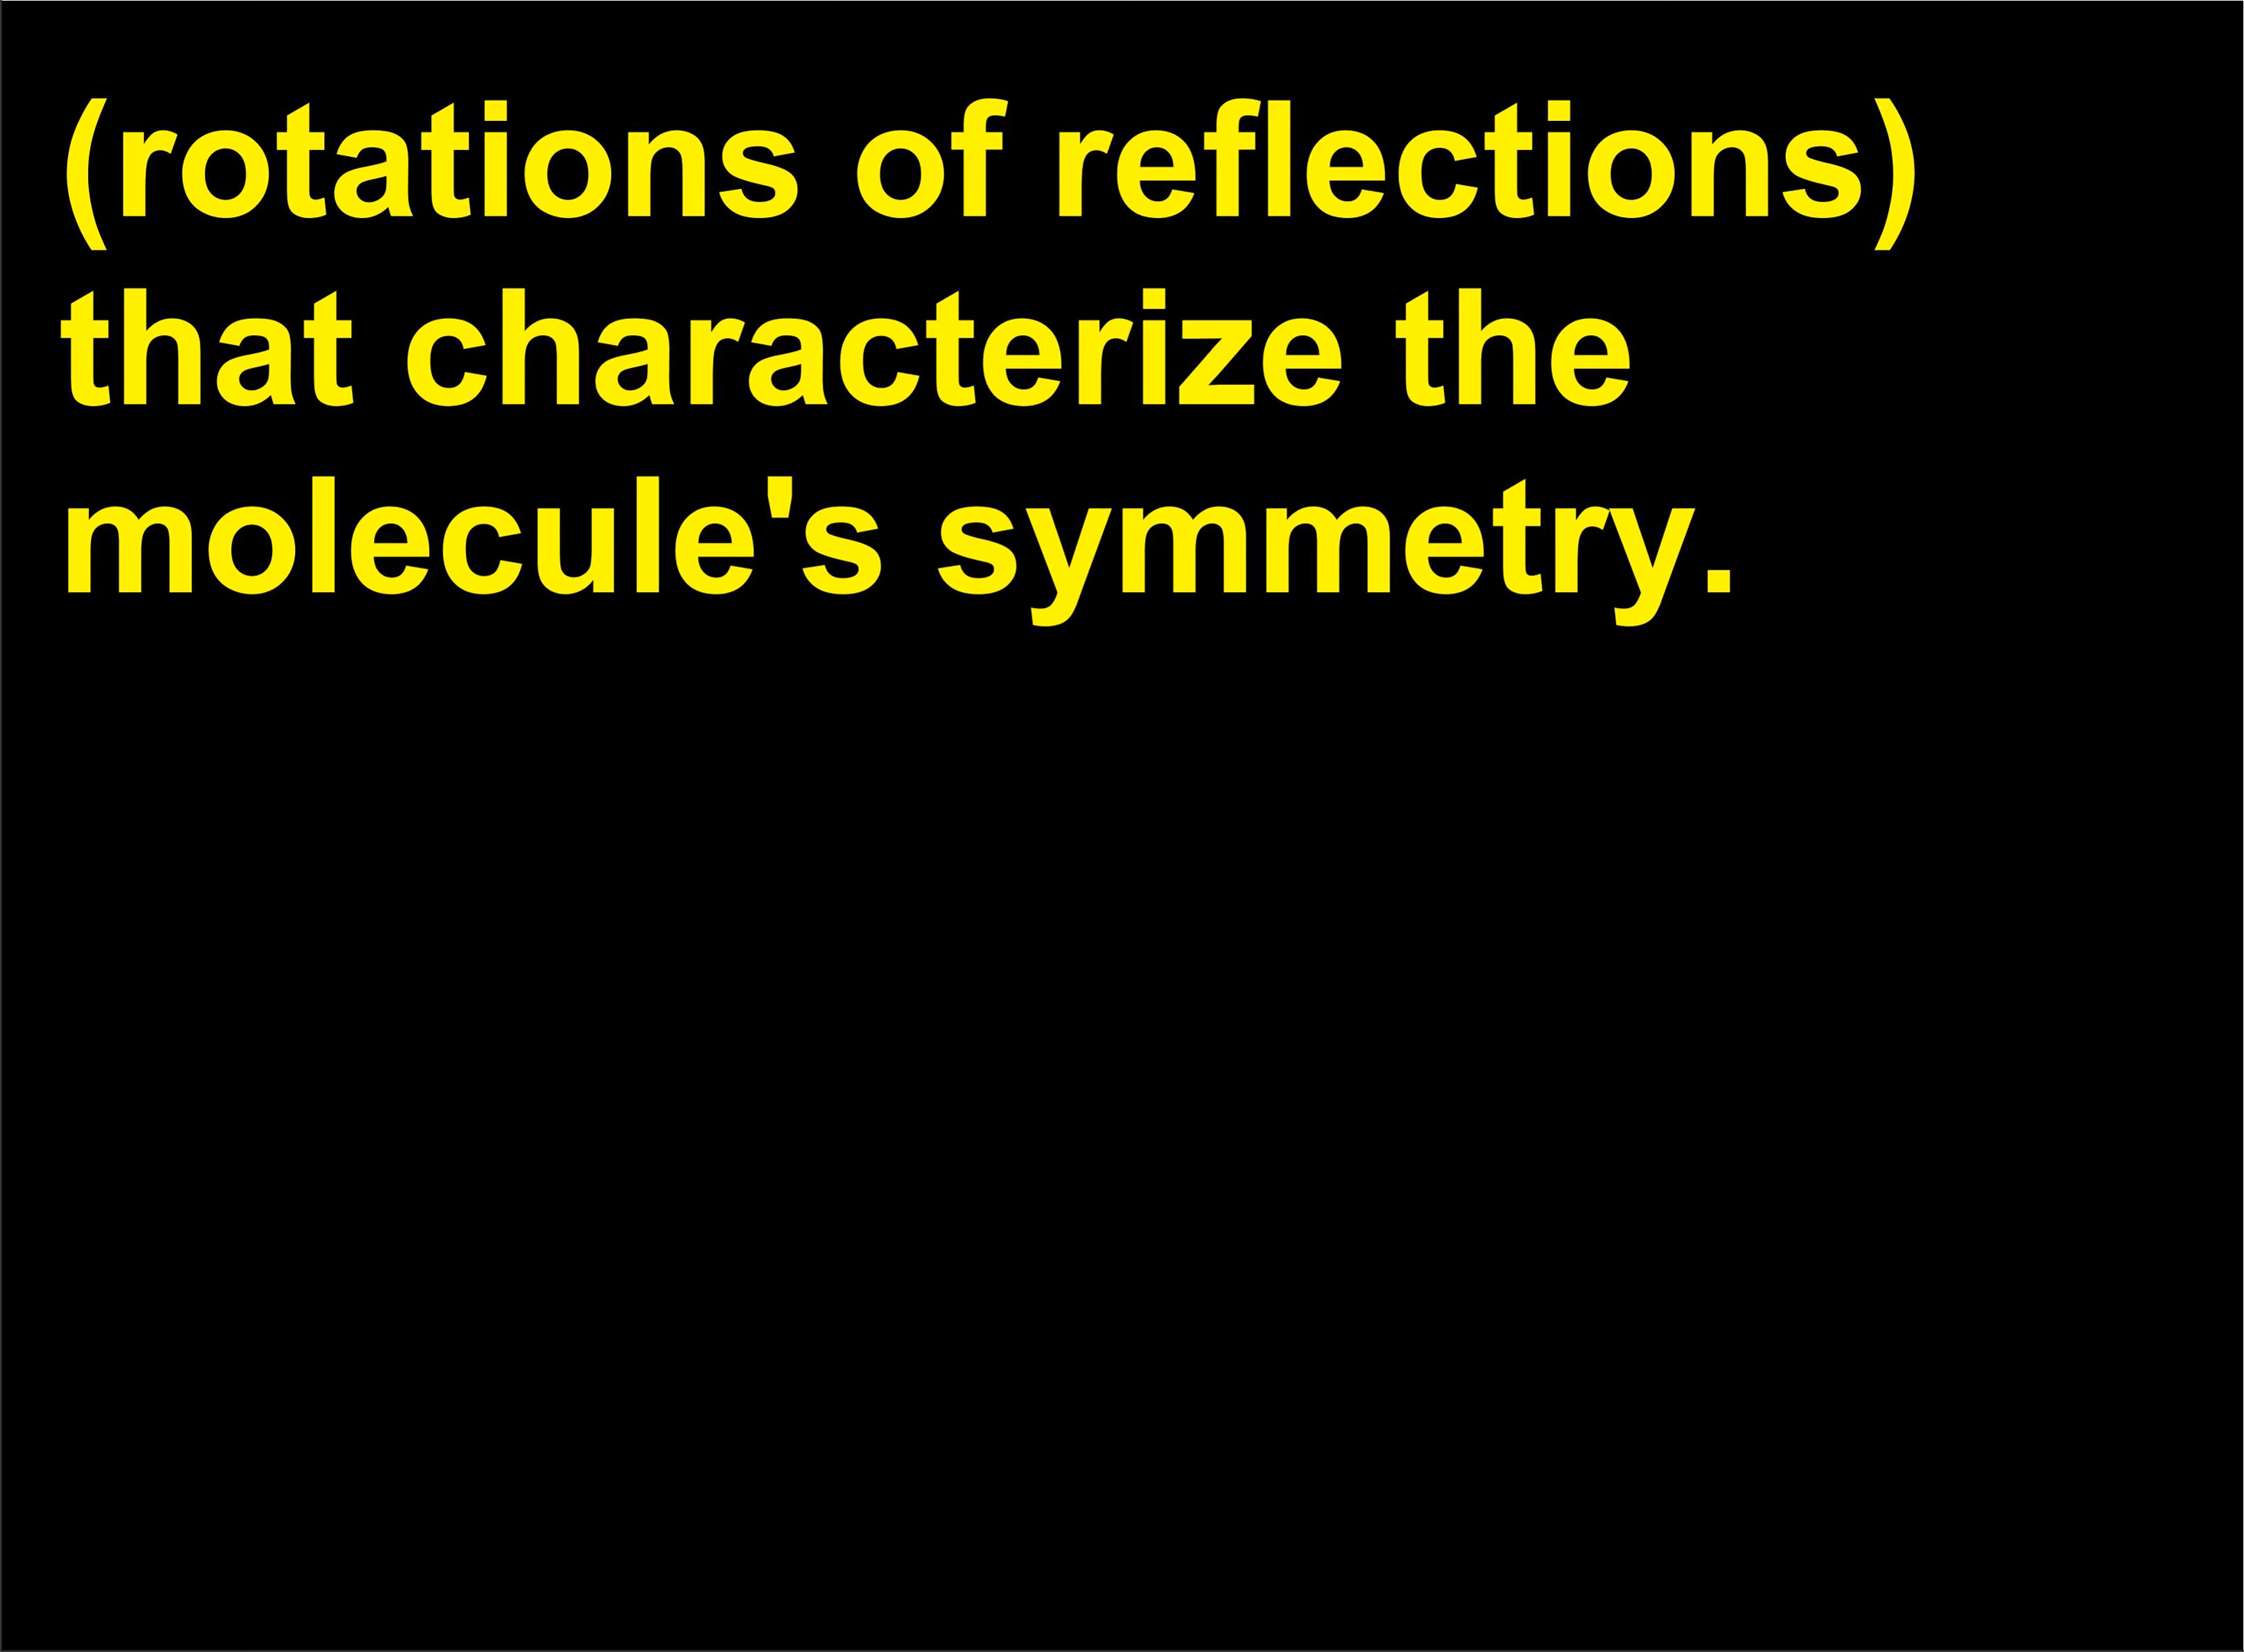 (rotations of reflections)
that characterize the
molecule's symmetry.